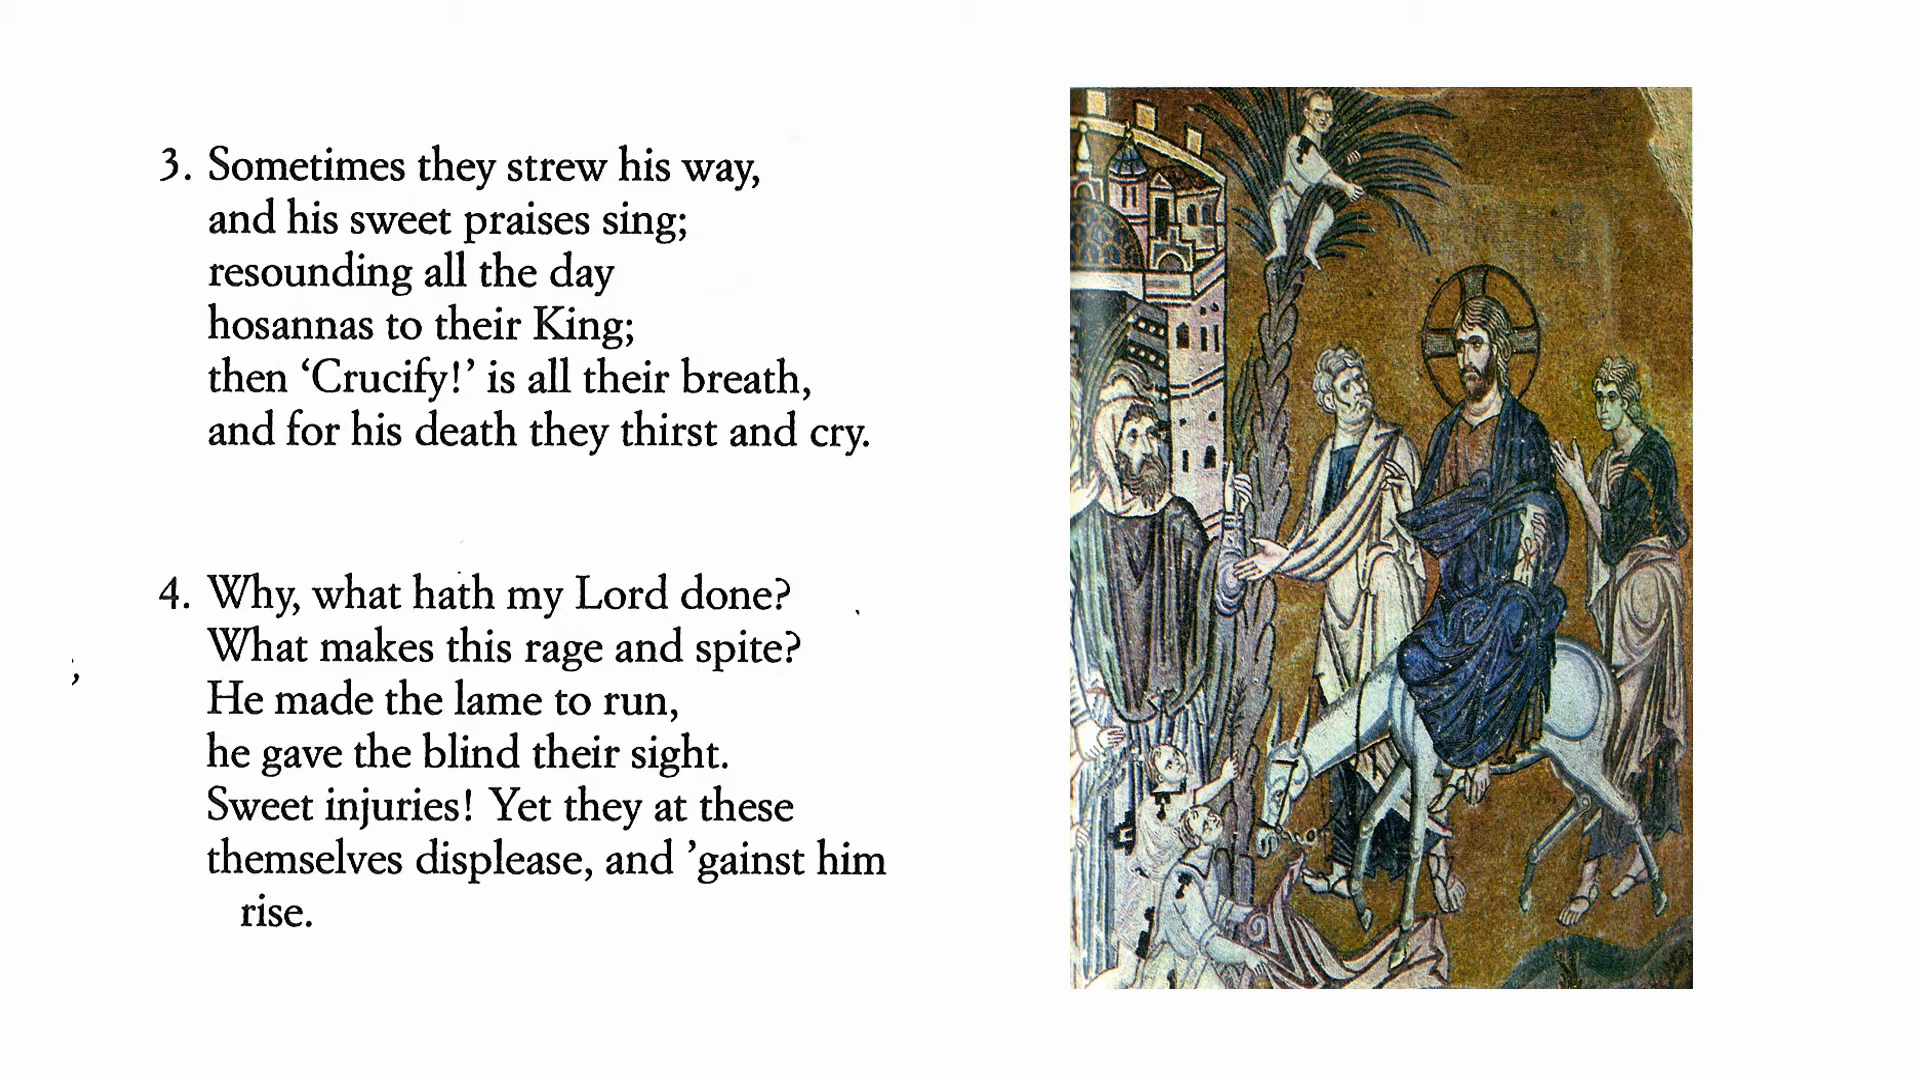 3. Sometimes they strew his way,
and his sweet praises sing;
resounding all the day
hosannas to their King;
then ‘Crucify!’ is all their breath,
and for his death they thirst and cry.
4. Why, what hath my Lord done?
What makes this rage and spite?
He made the lame to run,
he gave the blind their sight.
Sweet injuries! Yet they at these
themselves displease, and ’gainst him
rise.